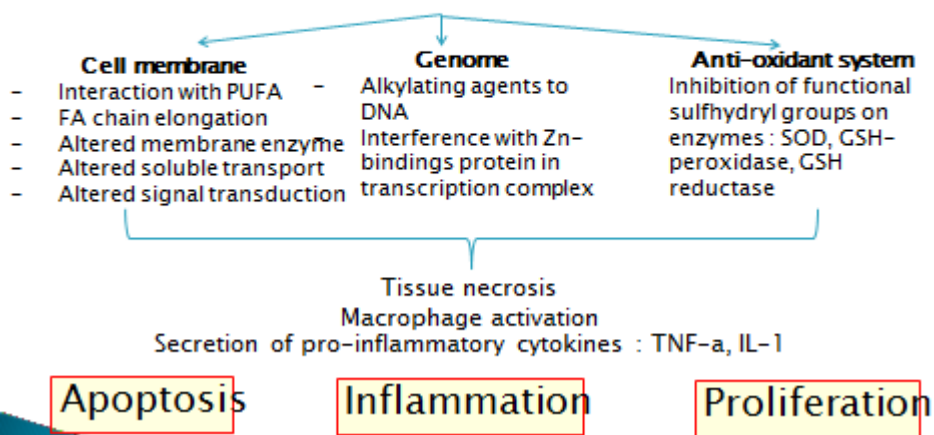 Cell membrane
- Interaction with PUFA
- FA chain elongation
- Altered membrane enzyme
- Altered soluble transport
- Altered signal transduction
Genome
- Alkylating agents to
DNA
- Interference with Zn-
bindings protein in
transcription complex
Anti-oxidant system
Inhibition of functional
sulfhydryl groups on
enzymes : SOD, GSH-
peroxidase, GSH
reductase
Tissue necrosis
Macrophage activation
Secretion of pro-inflammatory cytokines : TNF-a, IL-1
Apoptosis
Inflammation
Proliferation